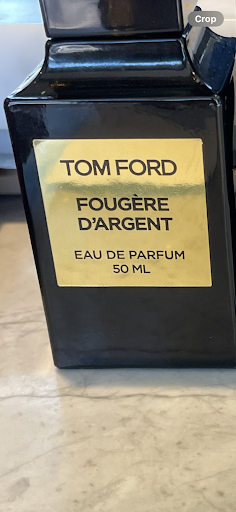 Crop
TOM FORD
FOUGÈRE
D'ARGENT
EAU DE PARFUM
50 ML